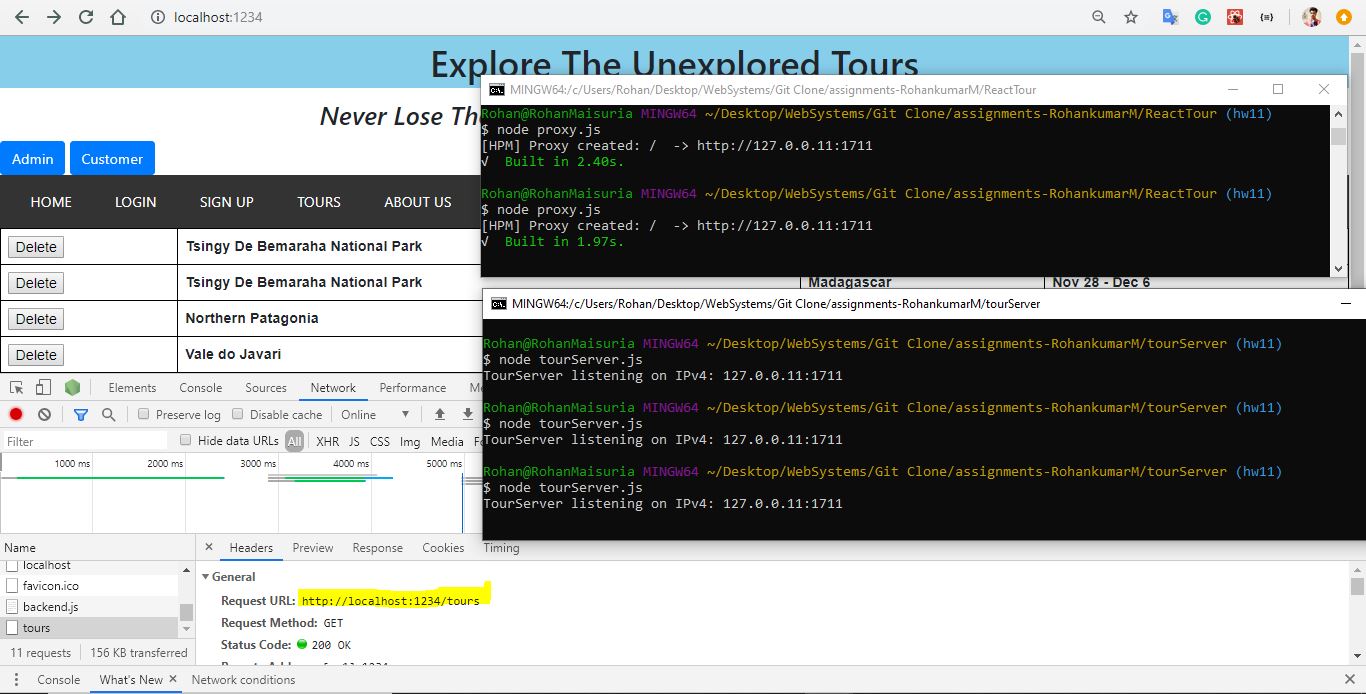 localhost:1234
Explore The Unexplored Tours
Never Lose Th
Admin
Customer
HOME
LOGIN
SIGN UP
TOURS
ABOUT US
Delete
Tsingy De Bemaraha National Park
Delete
Tsingy De Bemaraha National Park
Madagascar
Nov 28 - Dec 6
Delete
Northern Patagonia
Delete
Vale do Javari
MINGW64:/c/Users/Rohan/Desktop/WebSystems/Git Clone/assignments-RohankumarM/ReactTour
Rohan@RohanMaisuria MINGW64 ~/Desktop/WebSystems/Git Clone/assignments-RohankumarM/ReactTour (hw11)
$ node proxy.js
[HPM] Proxy created: /  -> http://127.0.0.11:1711
√  Built in 2.40s.
Rohan@RohanMaisuria MINGW64 ~/Desktop/WebSystems/Git Clone/assignments-RohankumarM/ReactTour (hw11)
$ node proxy.js
[HPM] Proxy created: /  -> http://127.0.0.11:1711
√  Built in 1.97s.
MINGW64:/c/Users/Rohan/Desktop/WebSystems/Git Clone/assignments-RohankumarM/tourServer
Rohan@RohanMaisuria MINGW64 ~/Desktop/WebSystems/Git Clone/assignments-RohankumarM/tourServer (hw11)
$ node tourServer.js
TourServer listening on IPv4: 127.0.0.11:1711
Rohan@RohanMaisuria MINGW64 ~/Desktop/WebSystems/Git Clone/assignments-RohankumarM/tourServer (hw11)
$ node tourServer.js
TourServer listening on IPv4: 127.0.0.11:1711
Rohan@RohanMaisuria MINGW64 ~/Desktop/WebSystems/Git Clone/assignments-RohankumarM/tourServer (hw11)
$ node tourServer.js
TourServer listening on IPv4: 127.0.0.11:1711
Elements Console Sources Network Performance Me
Preserve log Disable cache Online
Filter Hide data URLs All XHR JS CSS Img Media Fo
1000 ms 2000 ms 3000 ms 4000 ms 5000 ms
Name
localhost
favicon.ico
backend.js
tours
11 requests 156 KB transferred
Headers Preview Response Cookies Timing
General
Request URL: http://localhost:1234/tours
Request Method: GET
Status Code: 200 OK
Console What's New Network conditions